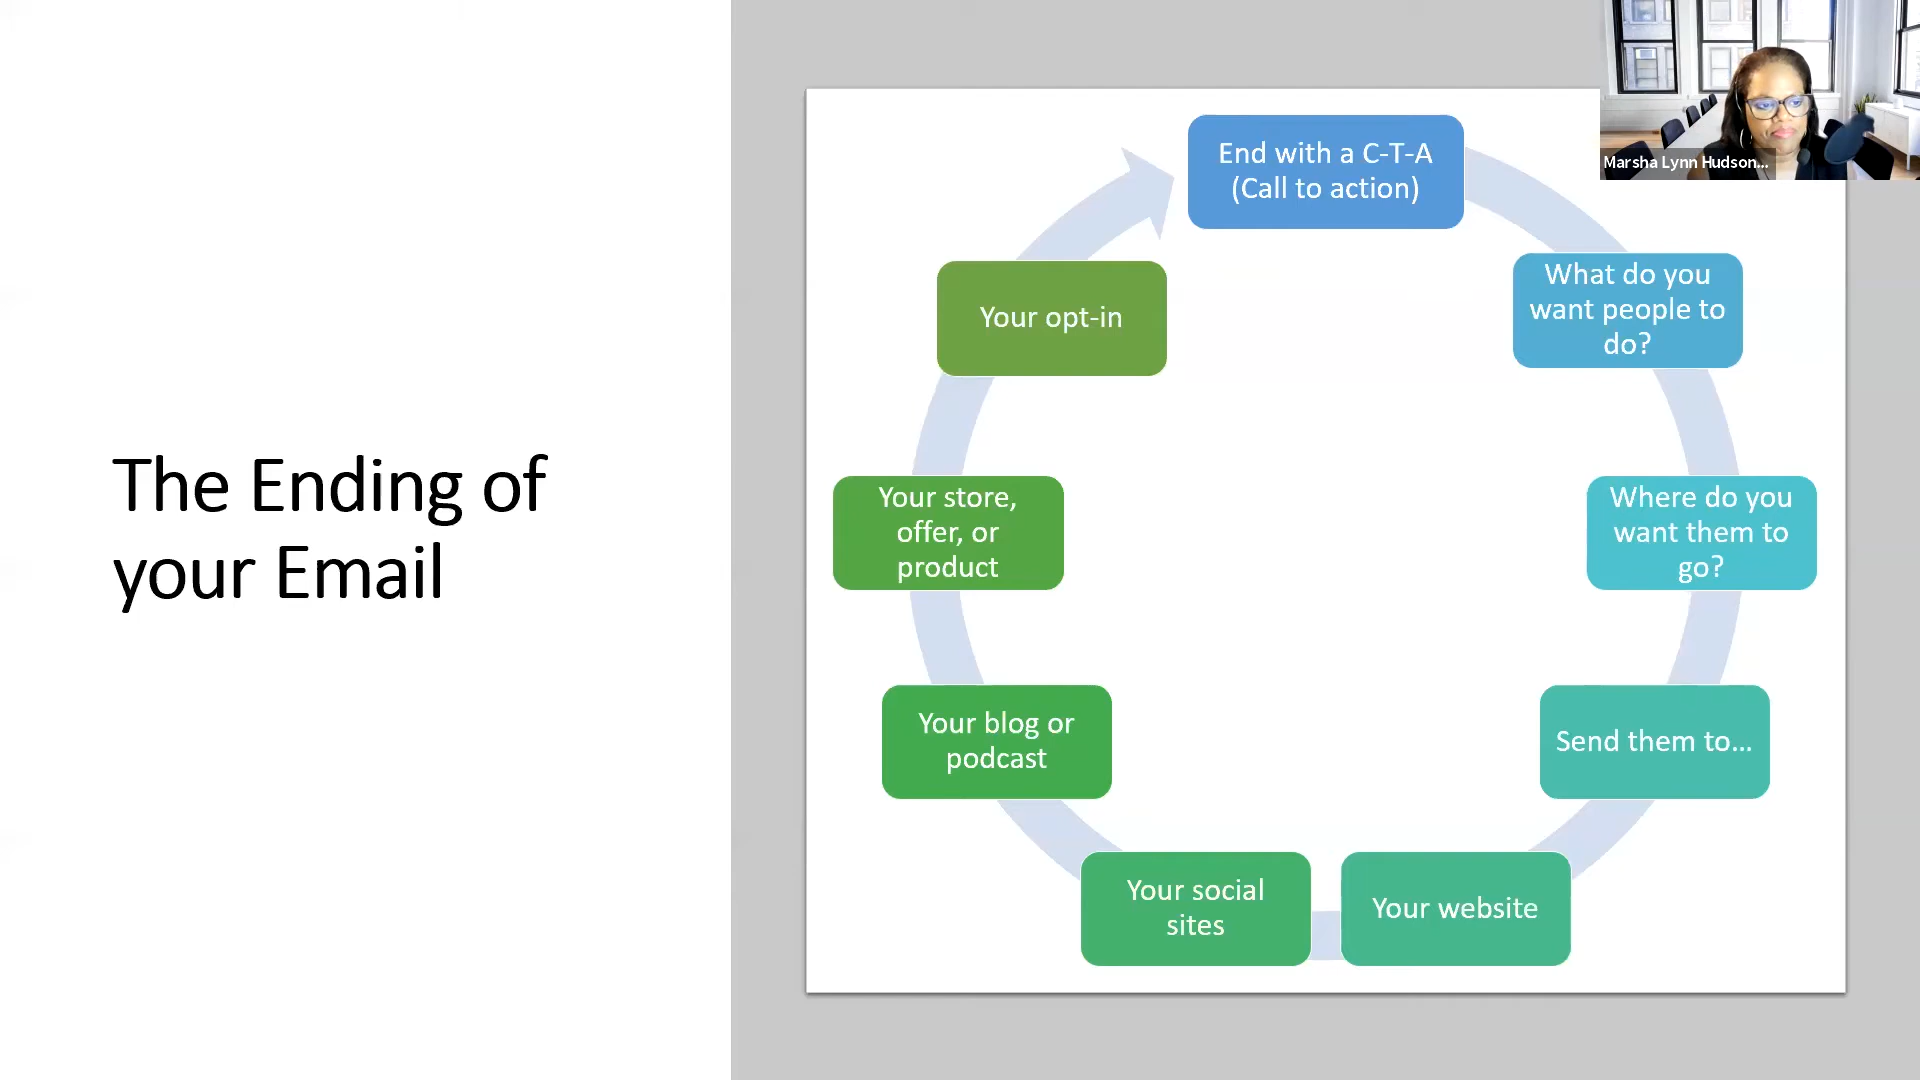 The Ending of
your Email
End with a C-T-A
(Call to action)
What do you
want people to
do?
Where do you
want them to
go?
Send them to...
Your website
Your social
sites
Your blog or
podcast
Your store,
offer, or
product
Your opt-in
Marsha Lynn Hudson...